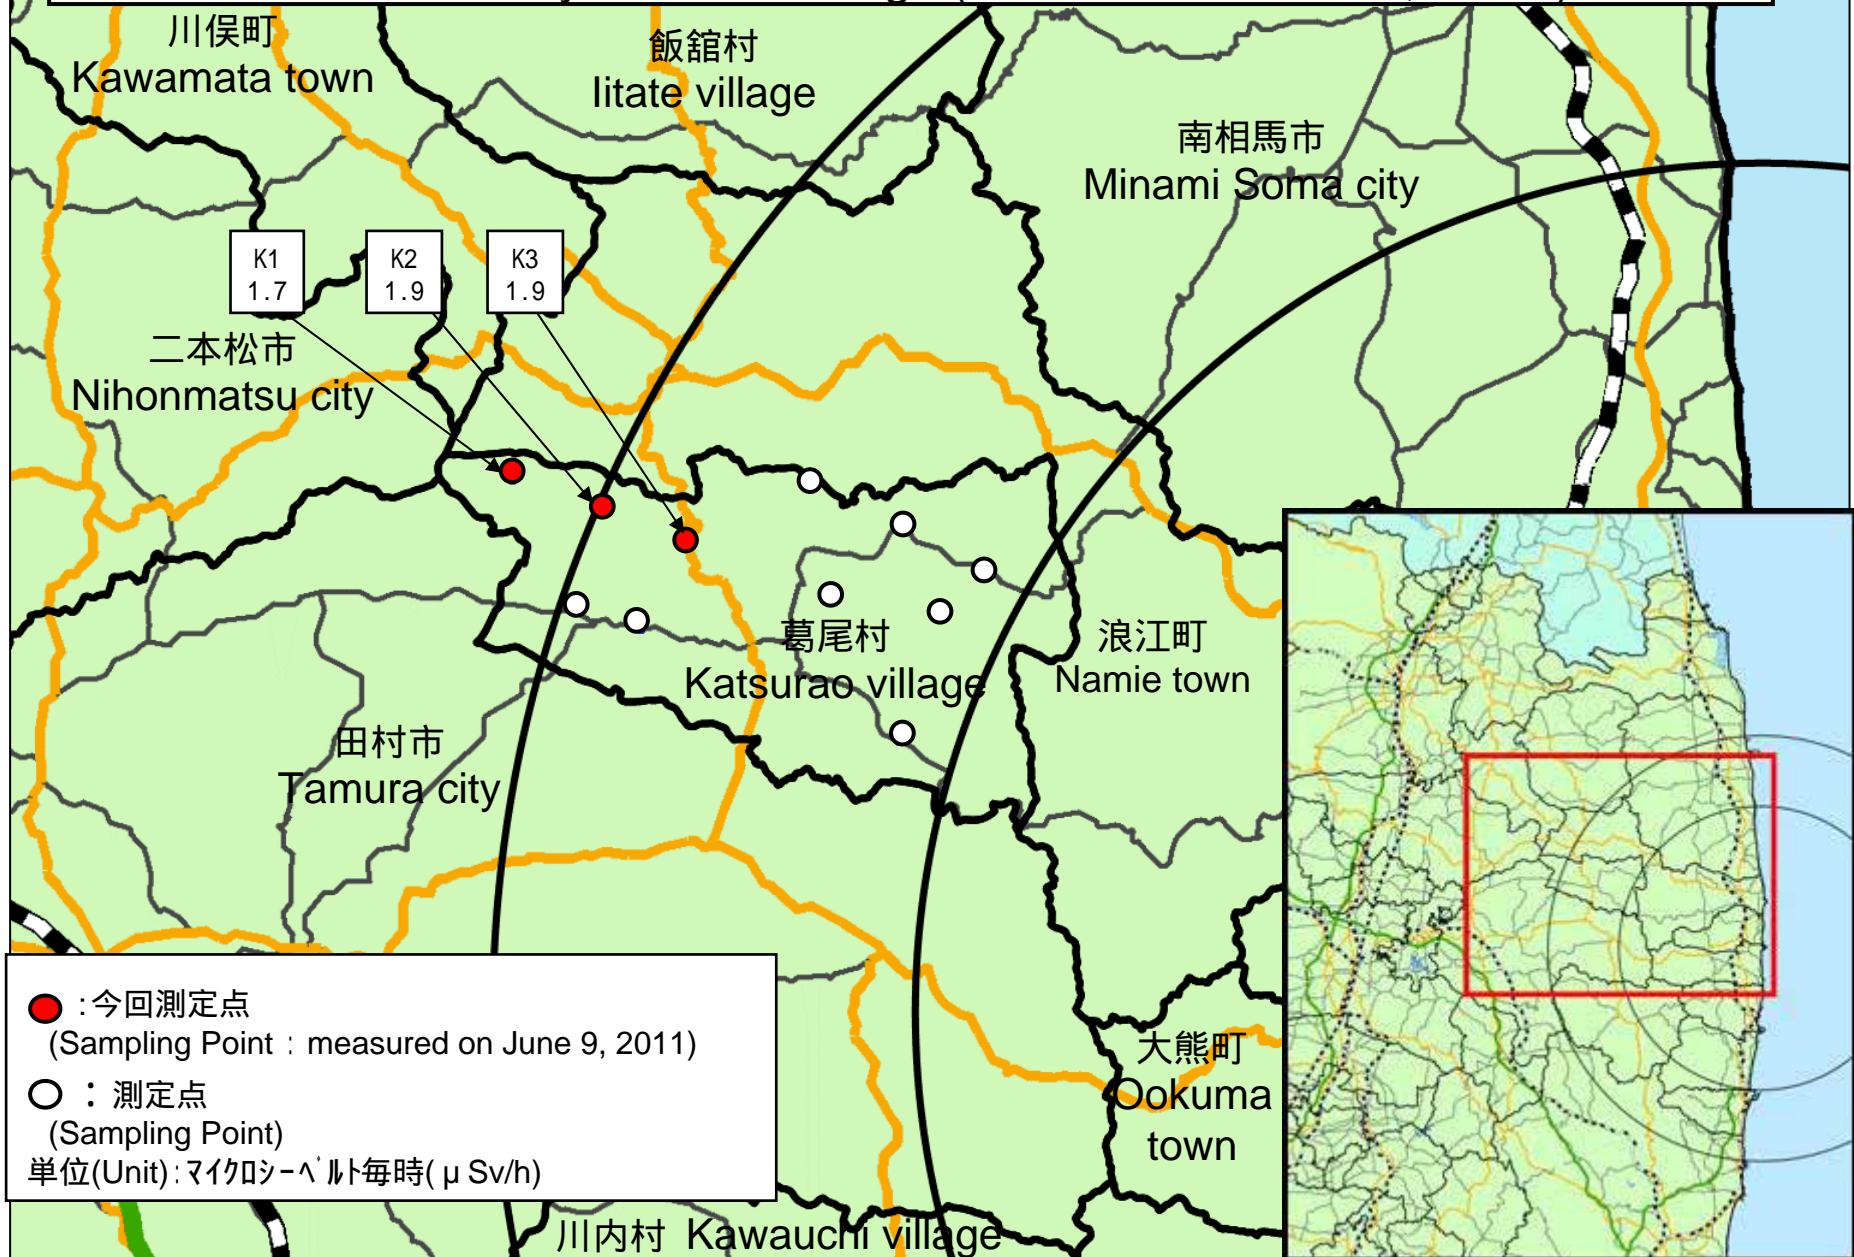 川俣町
Kawamata town
飯舘村
Iitate village
南相馬市
Minami Soma city
K1
1.7
K2
1.9
K3
1.9
二本松市
Nihonmatsu city
葛尾村
Katsurao village
浪江町
Namie town
田村市
Tamura city
:今回測定点
(Sampling Point : measured on June 9, 2011)
: 測定点
(Sampling Point)
単位(Unit):マイクロシーベルト毎時(μSv/h)
大熊町
Ookuma
town
川内村 Kawauchi village